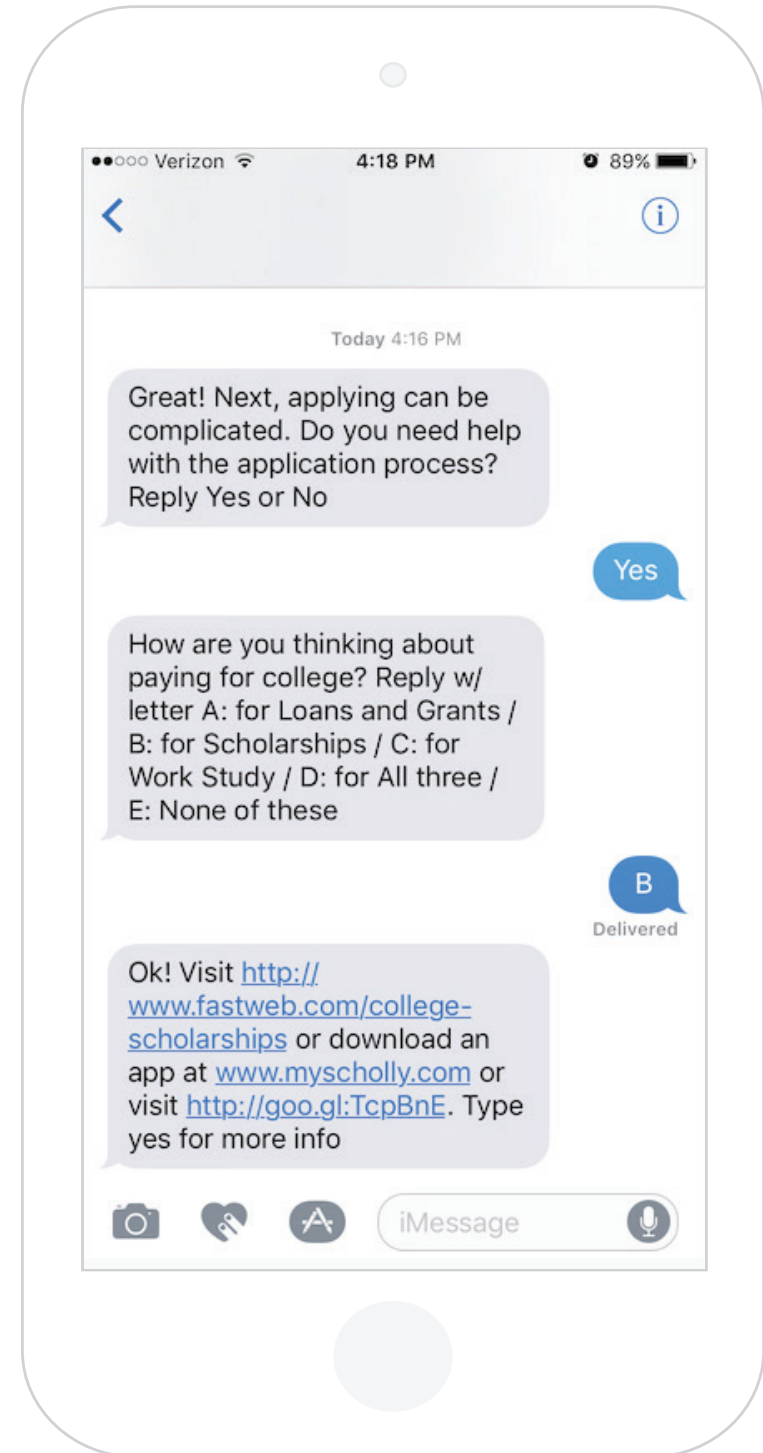 Verizon 4:18 PM 89%
Today 4:16 PM
Great! Next, applying can be
complicated. Do you need help
with the application process?
Reply Yes or No
Yes
How are you thinking about
paying for college? Reply w/
letter A: for Loans and Grants /
B: for Scholarships / C: for
Work Study / D: for All three /
E: None of these
B
Delivered
Ok! Visit http://
www.fastweb.com/college-
scholarships or download an
app at www.myscholly.com or
visit http://goo.gl:TcpBnE. Type
yes for more info
iMessage